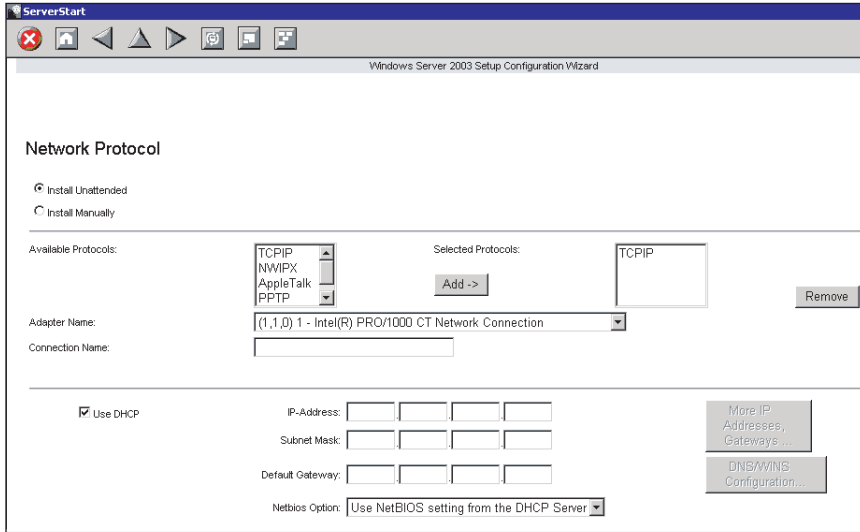 ServerStart
Windows Server 2003 Setup Configuration Wizard
Network Protocol
Install Unattended
Install Manually
Available Protocols:
TCPIP
NWIPX
AppleTalk
PPTP
Selected Protocols:
Add ->
TCPIP
Remove
Adapter Name:
(1,1,0) 1 - Intel(R) PRO/1000 CT Network Connection
Connection Name:
Use DHCP
IP-Address:
Subnet Mask:
Default Gateway:
Netbios Option:
Use NetBIOS setting from the DHCP Server
More IP
Addresses,
Gateways ...
DNS/WINS
Configuration...